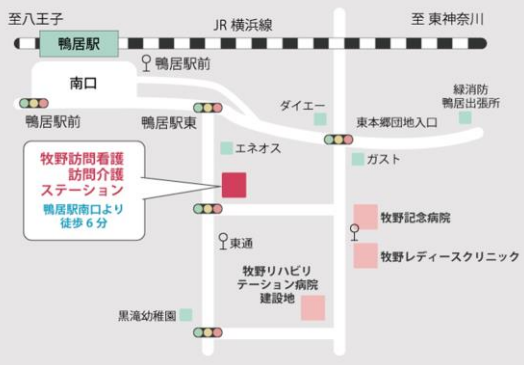 至八王子
JR 横浜線
至 東神奈川
鴨居駅
鴨居駅前
南口
鴨居駅前
鴨居駅東
ダイエー
東本郷団地入口
緑消防
鴨居出張所
エネオス
ガスト
牧野訪問看護
訪問介護
ステーション
鴨居駅南口より
徒歩 6 分
牧野記念病院
東通
牧野レディースクリニック
牧野リハビリ
テーション病院
建設地
黒滝幼稚園